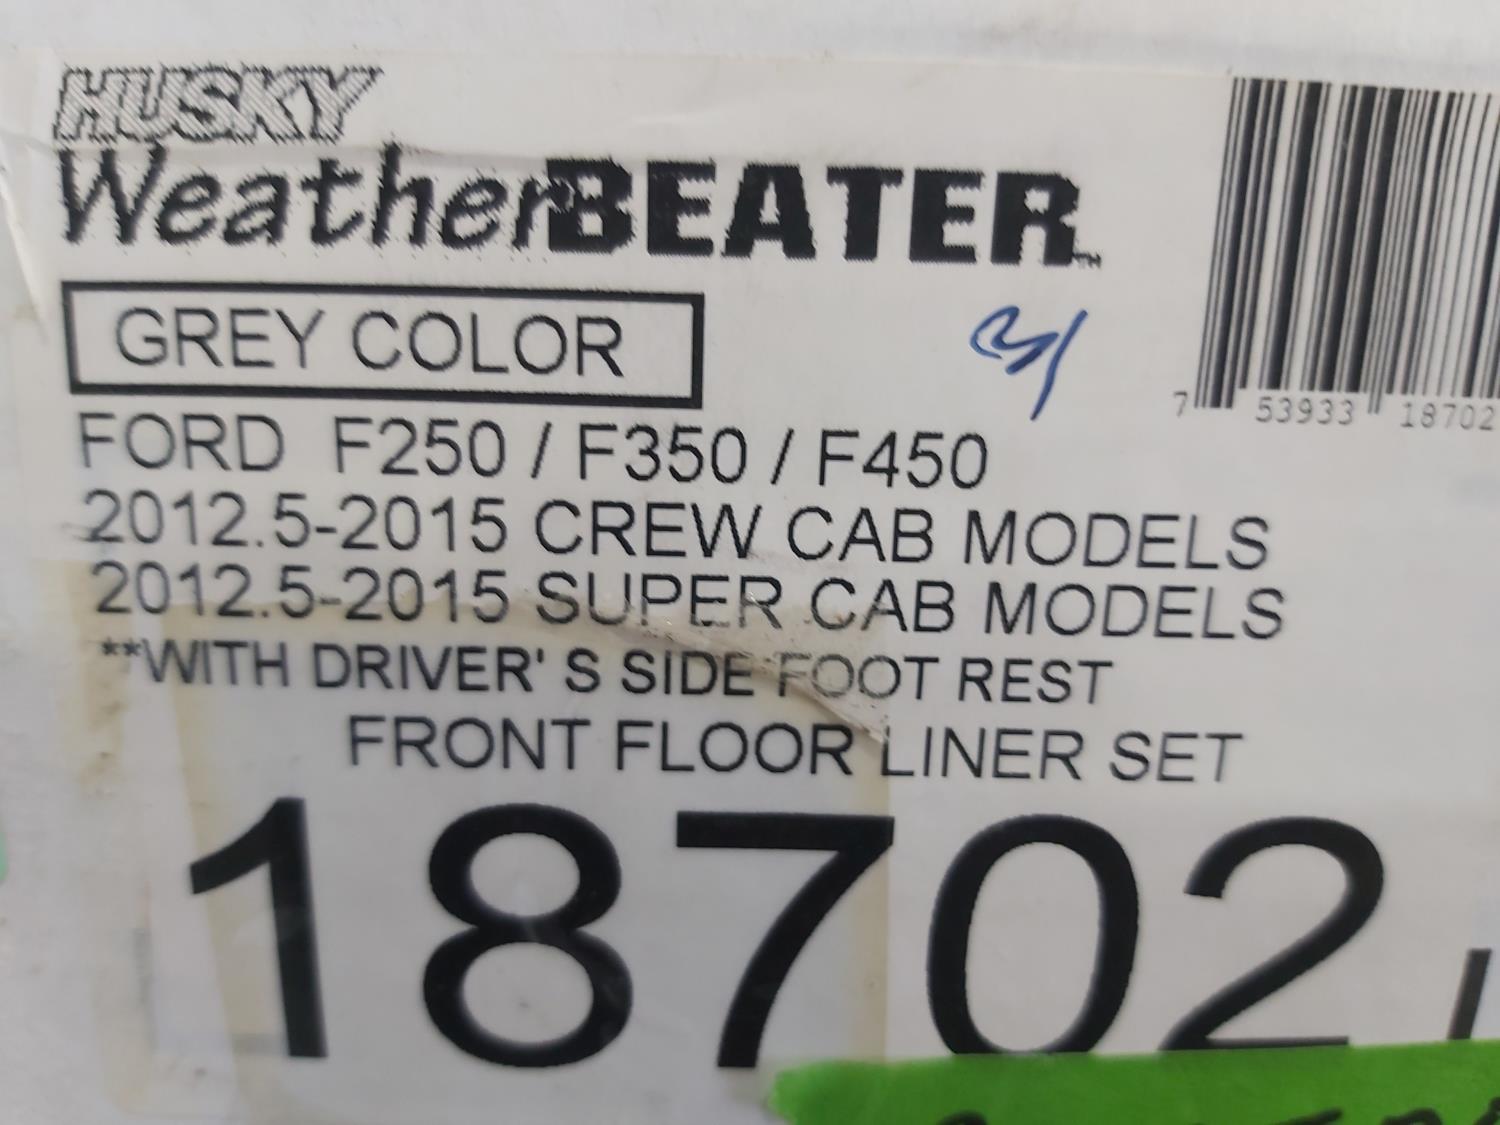 HUSKY
WeatherBEATER™
GREY COLOR
FORD F250 / F350 / F450
2012.5-2015 CREW CAB MODELS
2012.5-2015 SUPER CAB MODELS
**WITH DRIVER' S SIDE FOOT REST
FRONT FLOOR LINER SET
18702
7 53933 18702